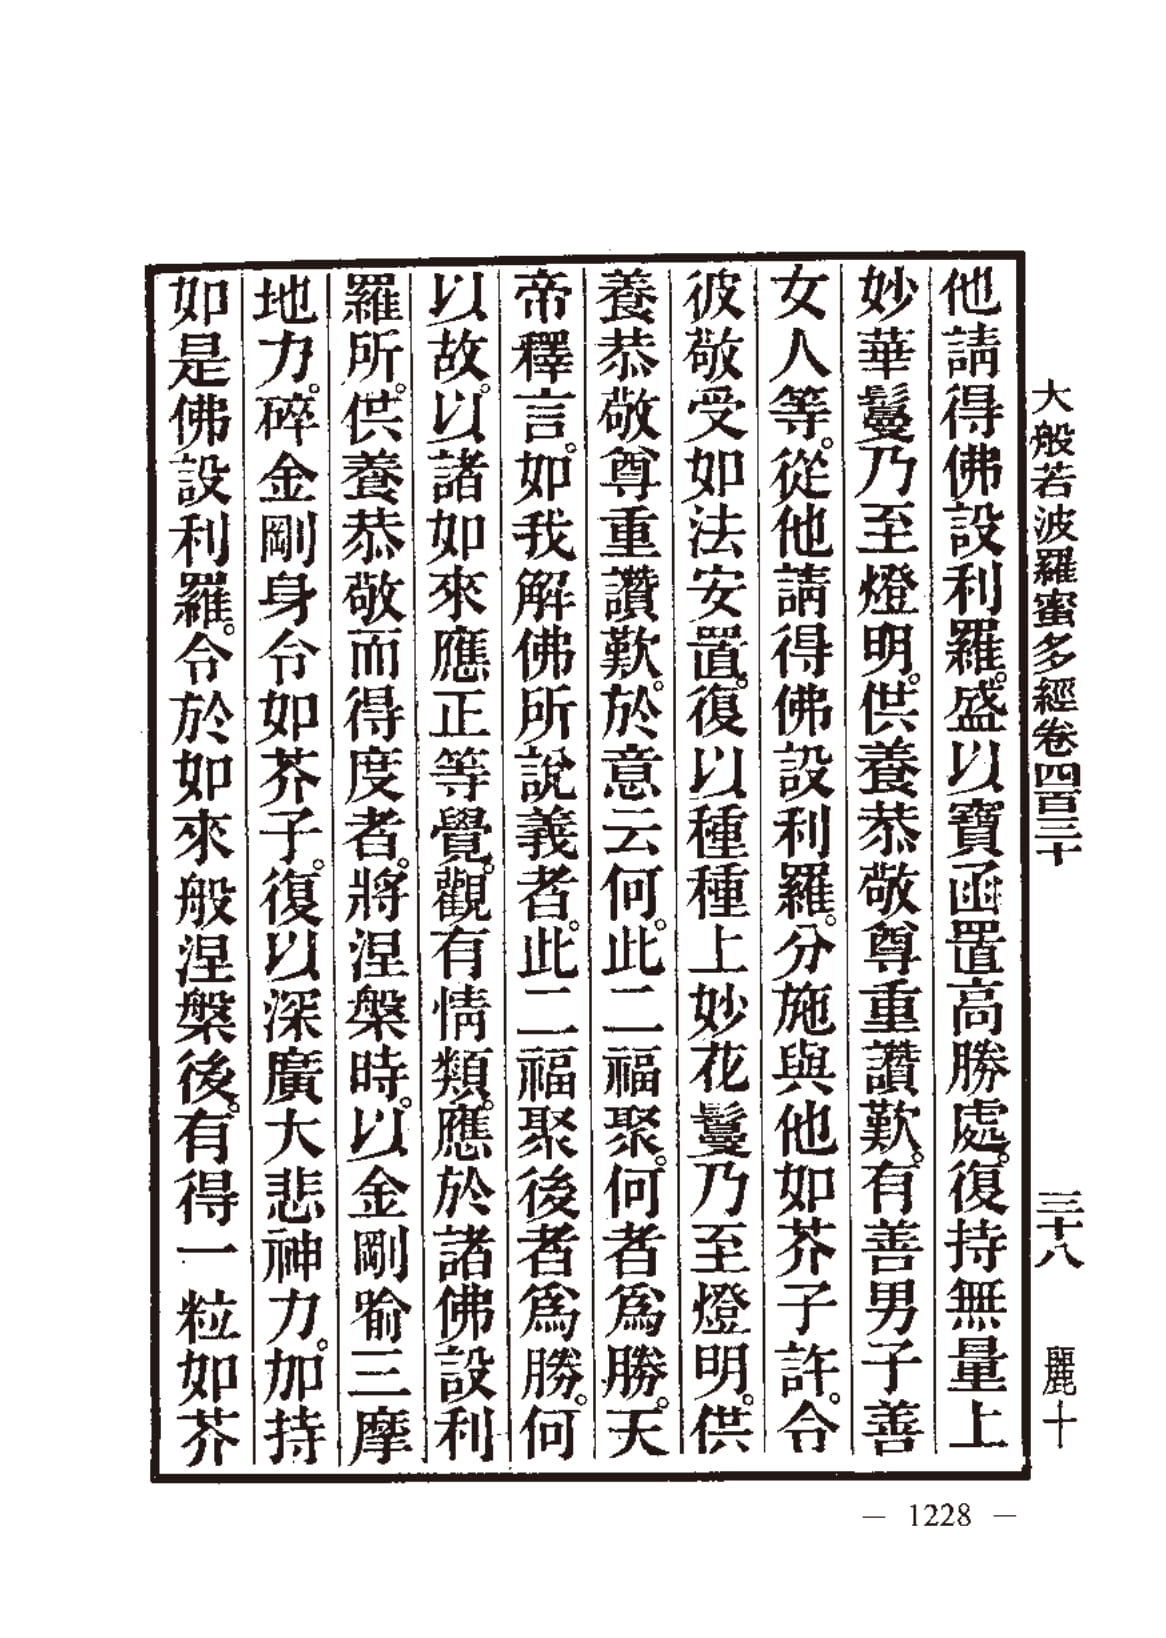 大般若波羅蜜多經卷四百三十 三十八 麗十
他請得佛設利羅。盛以寶函置高勝處。復持無量上
妙華鬘乃至燈明。供養恭敬尊重讚歎。有善男子善
女人等。從他請得佛設利羅。分施與他如芥子許。令
彼敬受如法安置。復以種種上妙花鬘乃至燈明。供
養恭敬尊重讚歎。於意云何。此二福聚。何者為勝。天
帝釋言。如我解佛所說義者。此二福聚後者為勝。何
以故。以諸如來應正等覺。觀有情類。應於諸佛設利
羅所。供養恭敬而得度者。將涅槃時。以金剛喻三摩
地力。碎金剛身令如芥子。復以深廣大悲神力。加持
如是佛設利羅。令於如來般涅槃後。有得一粒如芥
— 1228 —